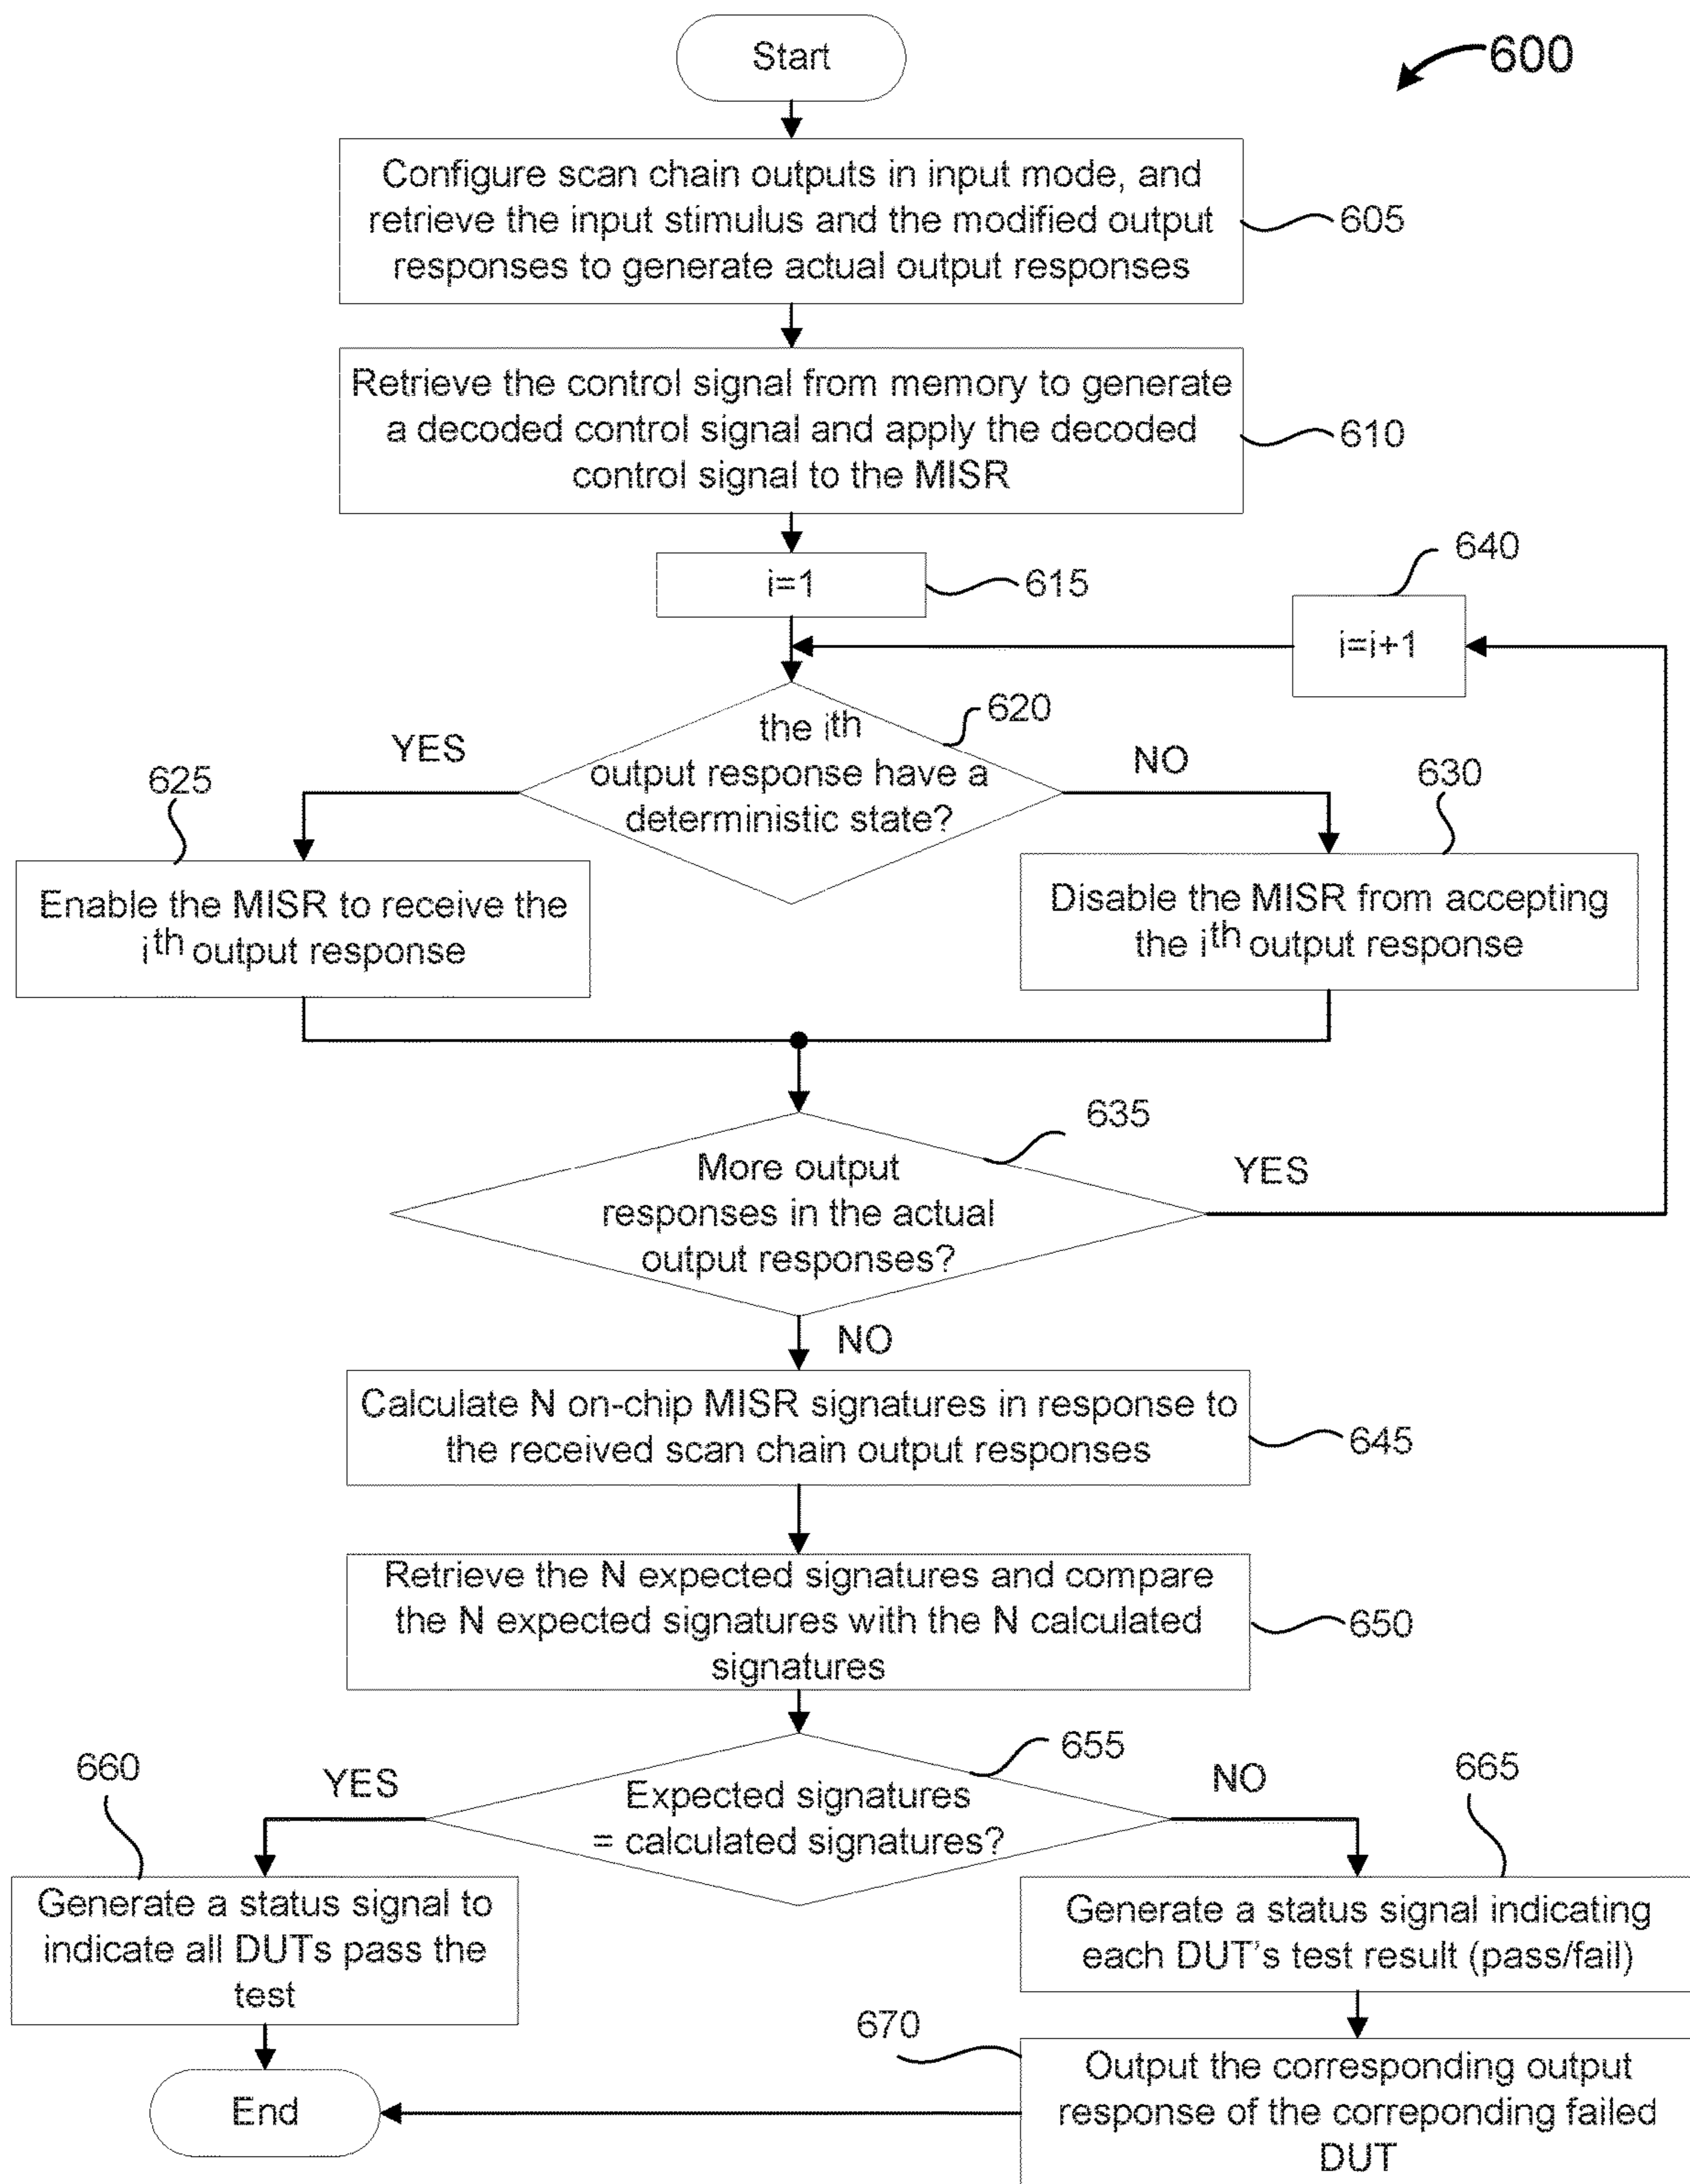 Start
600
Configure scan chain outputs in input mode, and
retrieve the input stimulus and the modified output
responses to generate actual output responses
605
Retrieve the control signal from memory to generate
a decoded control signal and apply the decoded
control signal to the MISR
610
i=1
615
640
i=i+1
620
the ith
output response have a
deterministic state?
YES
NO
625
630
Enable the MISR to receive the
ith output response
Disable the MISR from accepting
the ith output response
635
More output
responses in the actual
output responses?
YES
NO
Calculate N on-chip MISR signatures in response to
the received scan chain output responses
645
Retrieve the N expected signatures and compare
the N expected signatures with the N calculated
signatures
650
655
Expected signatures
= calculated signatures?
YES
NO
660
665
Generate a status signal to
indicate all DUTs pass the
test
Generate a status signal indicating
each DUT's test result (pass/fail)
670
Output the corresponding output
response of the correponding failed
DUT
End